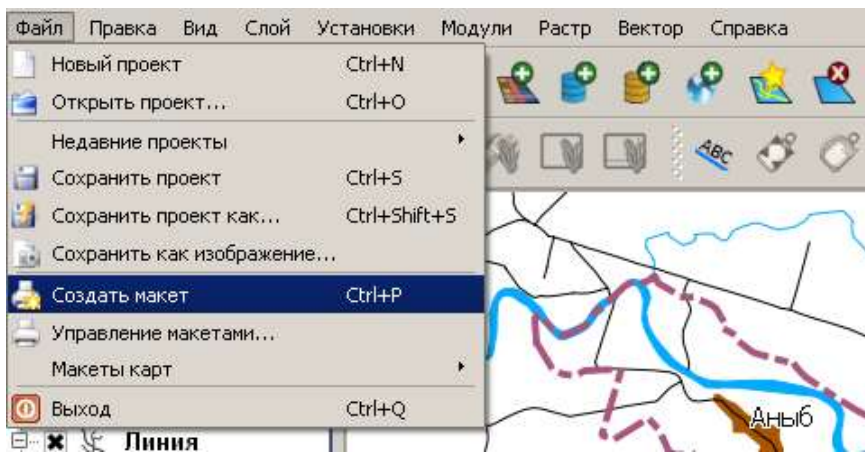 Файл Правка Вид Слой Установки Модули Растр Вектор Справка
Новый проект Ctrl+N
Открыть проект... Ctrl+O
Недавние проекты
Сохранить проект Ctrl+S
Сохранить проект как... Ctrl+Shift+S
Сохранить как изображение...
Создать макет Ctrl+P
Управление макетами...
Макеты карт
Выход Ctrl+Q
ABC
Аныб
Линия